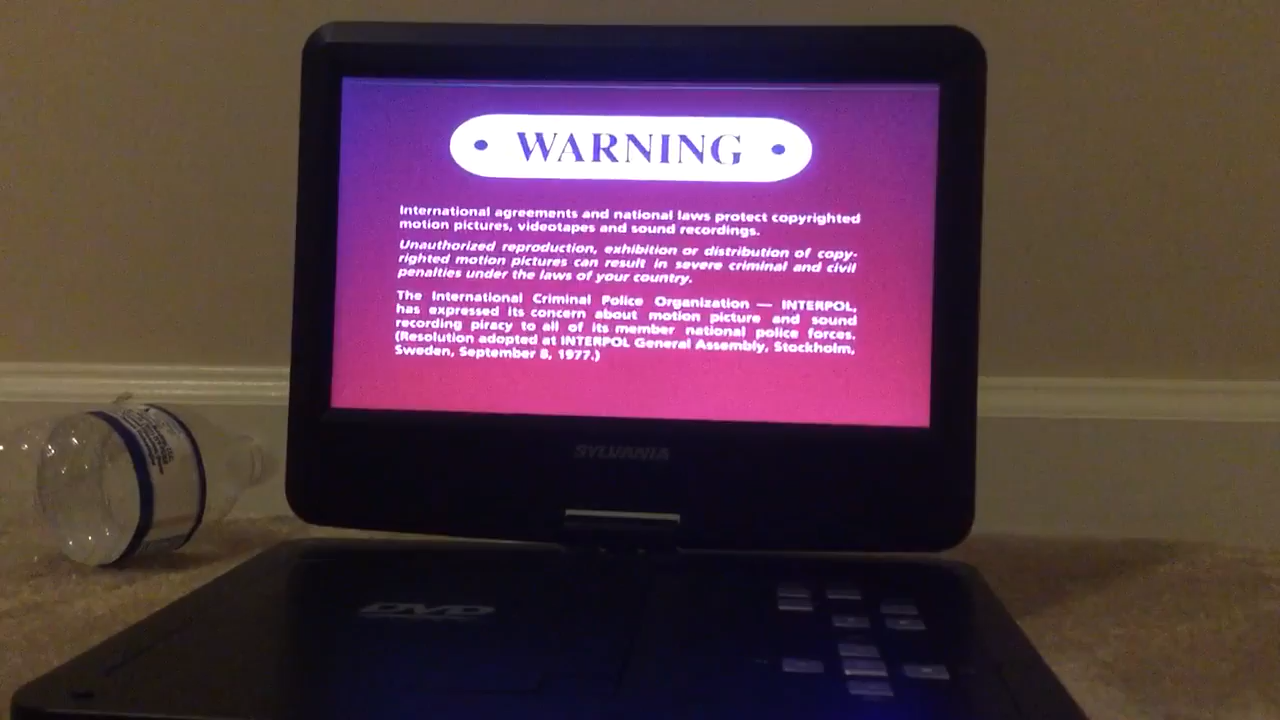 • WARNING •
International agreements and national laws protect copyrighted
motion pictures, videotapes and sound recordings.
Unauthorized reproduction, exhibition or distribution of copy-
righted motion pictures can result in severe criminal and civil
penalties under the laws of your country.
The International Criminal Police Organization — INTERPOL,
has expressed its concern about motion picture and sound
recording piracy to all of its member national police forces.
(Resolution adopted at INTERPOL General Assembly, Stockholm,
Sweden, September 8, 1977.)
SYLVANIA
DVD